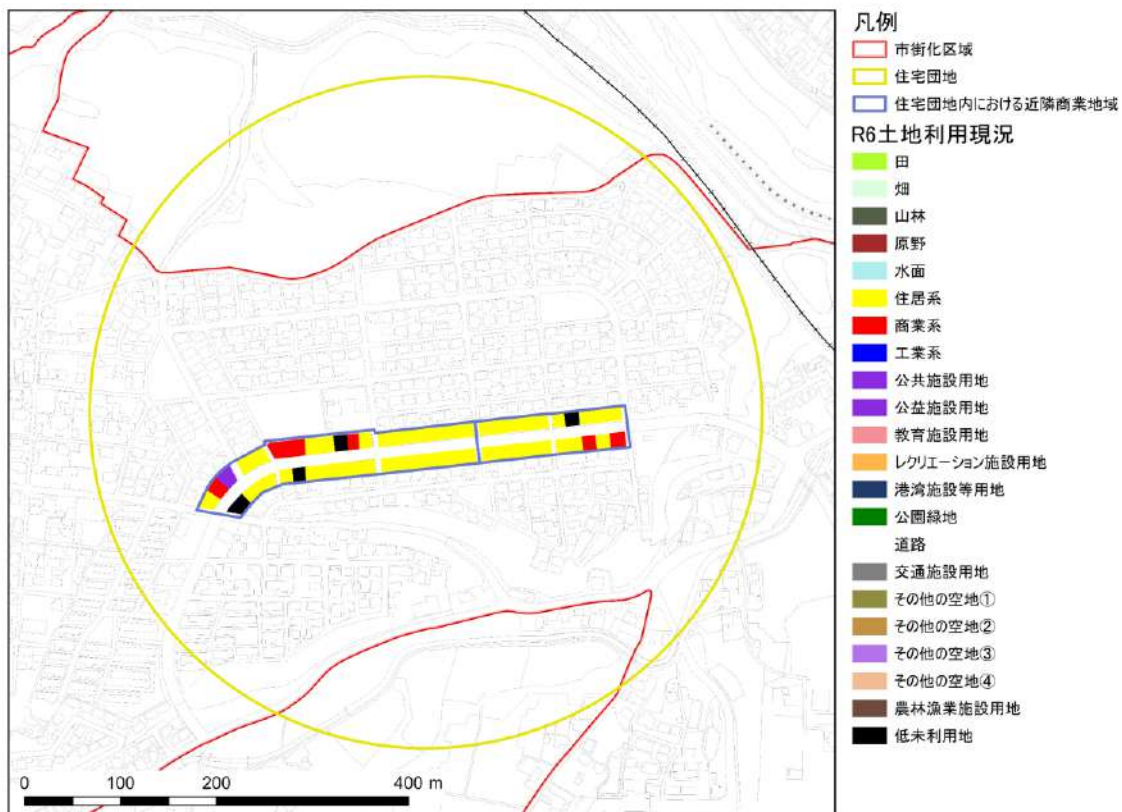 凡例
市街化区域
住宅団地
住宅団地内における近隣商業地域
R6土地利用現況
田
畑
山林
原野
水面
住居系
商業系
工業系
公共施設用地
公益施設用地
教育施設用地
レクリエーション施設用地
港湾施設等用地
公園緑地
道路
交通施設用地
その他の空地①
その他の空地②
その他の空地③
その他の空地④
農林漁業施設用地
低未利用地
0 100 200 400 m